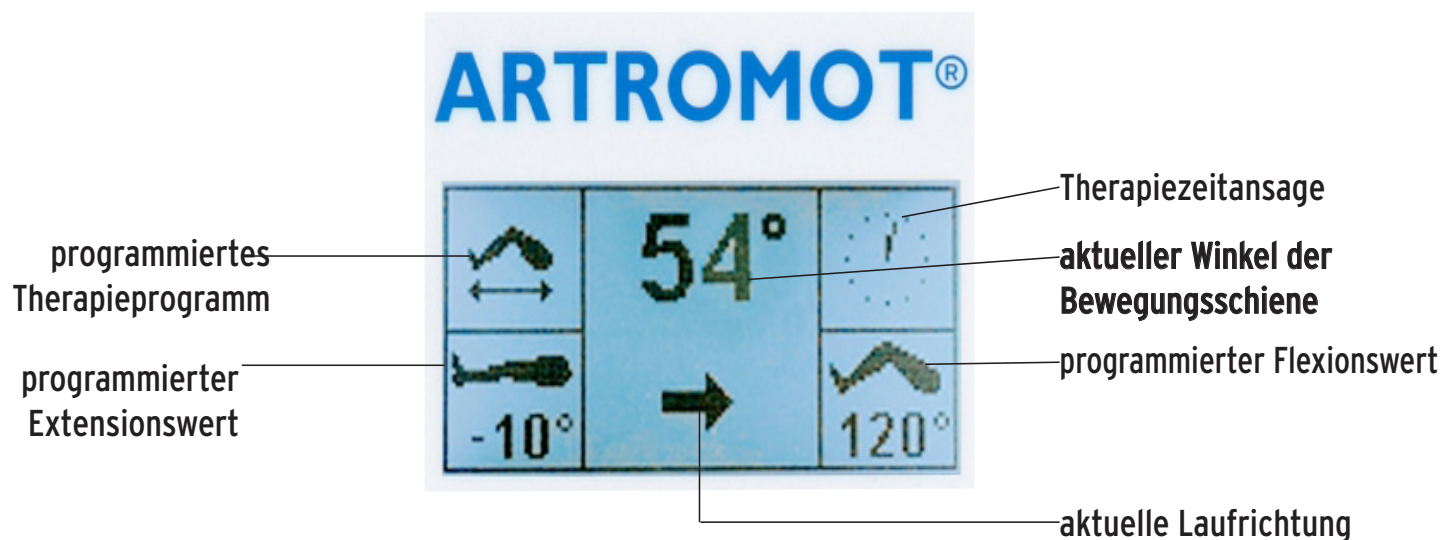 ARTROMOT®
programmiertes
Therapieprogramm
programmierter
Extensionswert
54°
-10°
120°
Therapiezeitansage
aktueller Winkel der
Bewegungsschiene
programmierter Flexionswert
aktuelle Laufrichtung